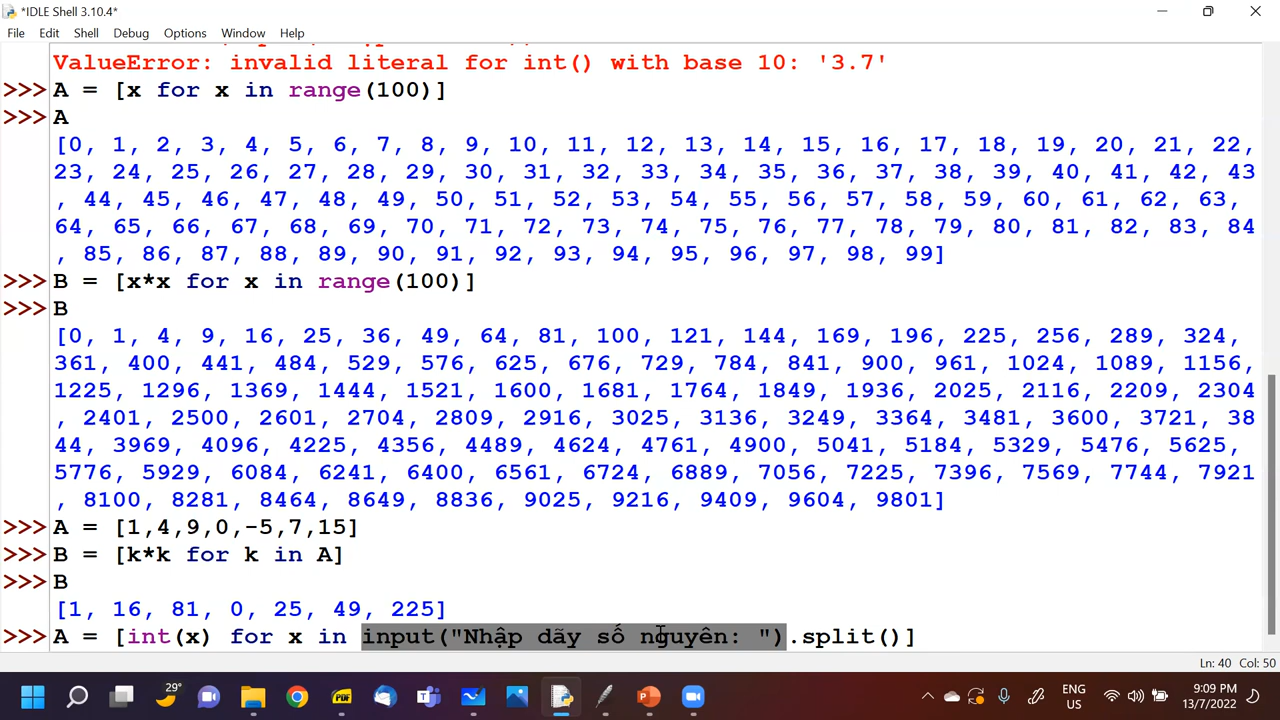 *IDLE Shell 3.10.4*
File Edit Shell Debug Options Window Help
ValueError: invalid literal for int() with base 10: '3.7'
>>> A = [x for x in range(100)]
>>> A
[0, 1, 2, 3, 4, 5, 6, 7, 8, 9, 10, 11, 12, 13, 14, 15, 16, 17, 18, 19, 20, 21, 22,
23, 24, 25, 26, 27, 28, 29, 30, 31, 32, 33, 34, 35, 36, 37, 38, 39, 40, 41, 42, 43
, 44, 45, 46, 47, 48, 49, 50, 51, 52, 53, 54, 55, 56, 57, 58, 59, 60, 61, 62, 63,
64, 65, 66, 67, 68, 69, 70, 71, 72, 73, 74, 75, 76, 77, 78, 79, 80, 81, 82, 83, 84
, 85, 86, 87, 88, 89, 90, 91, 92, 93, 94, 95, 96, 97, 98, 99]
>>> B = [x*x for x in range(100)]
>>> B
[0, 1, 4, 9, 16, 25, 36, 49, 64, 81, 100, 121, 144, 169, 196, 225, 256, 289, 324,
361, 400, 441, 484, 529, 576, 625, 676, 729, 784, 841, 900, 961, 1024, 1089, 1156,
1225, 1296, 1369, 1444, 1521, 1600, 1681, 1764, 1849, 1936, 2025, 2116, 2209, 2304
, 2401, 2500, 2601, 2704, 2809, 2916, 3025, 3136, 3249, 3364, 3481, 3600, 3721, 38
44, 3969, 4096, 4225, 4356, 4489, 4624, 4761, 4900, 5041, 5184, 5329, 5476, 5625,
5776, 5929, 6084, 6241, 6400, 6561, 6724, 6889, 7056, 7225, 7396, 7569, 7744, 7921
, 8100, 8281, 8464, 8649, 8836, 9025, 9216, 9409, 9604, 9801]
>>> A = [1,4,9,0,-5,7,15]
>>> B = [k*k for k in A]
>>> B
[1, 16, 81, 0, 25, 49, 225]
>>> A = [int(x) for x in input("Nhập dãy số nguyên: ").split()]
Ln: 40 Col: 50
29°
PDF
ENG
US
9:09 PM
13/7/2022